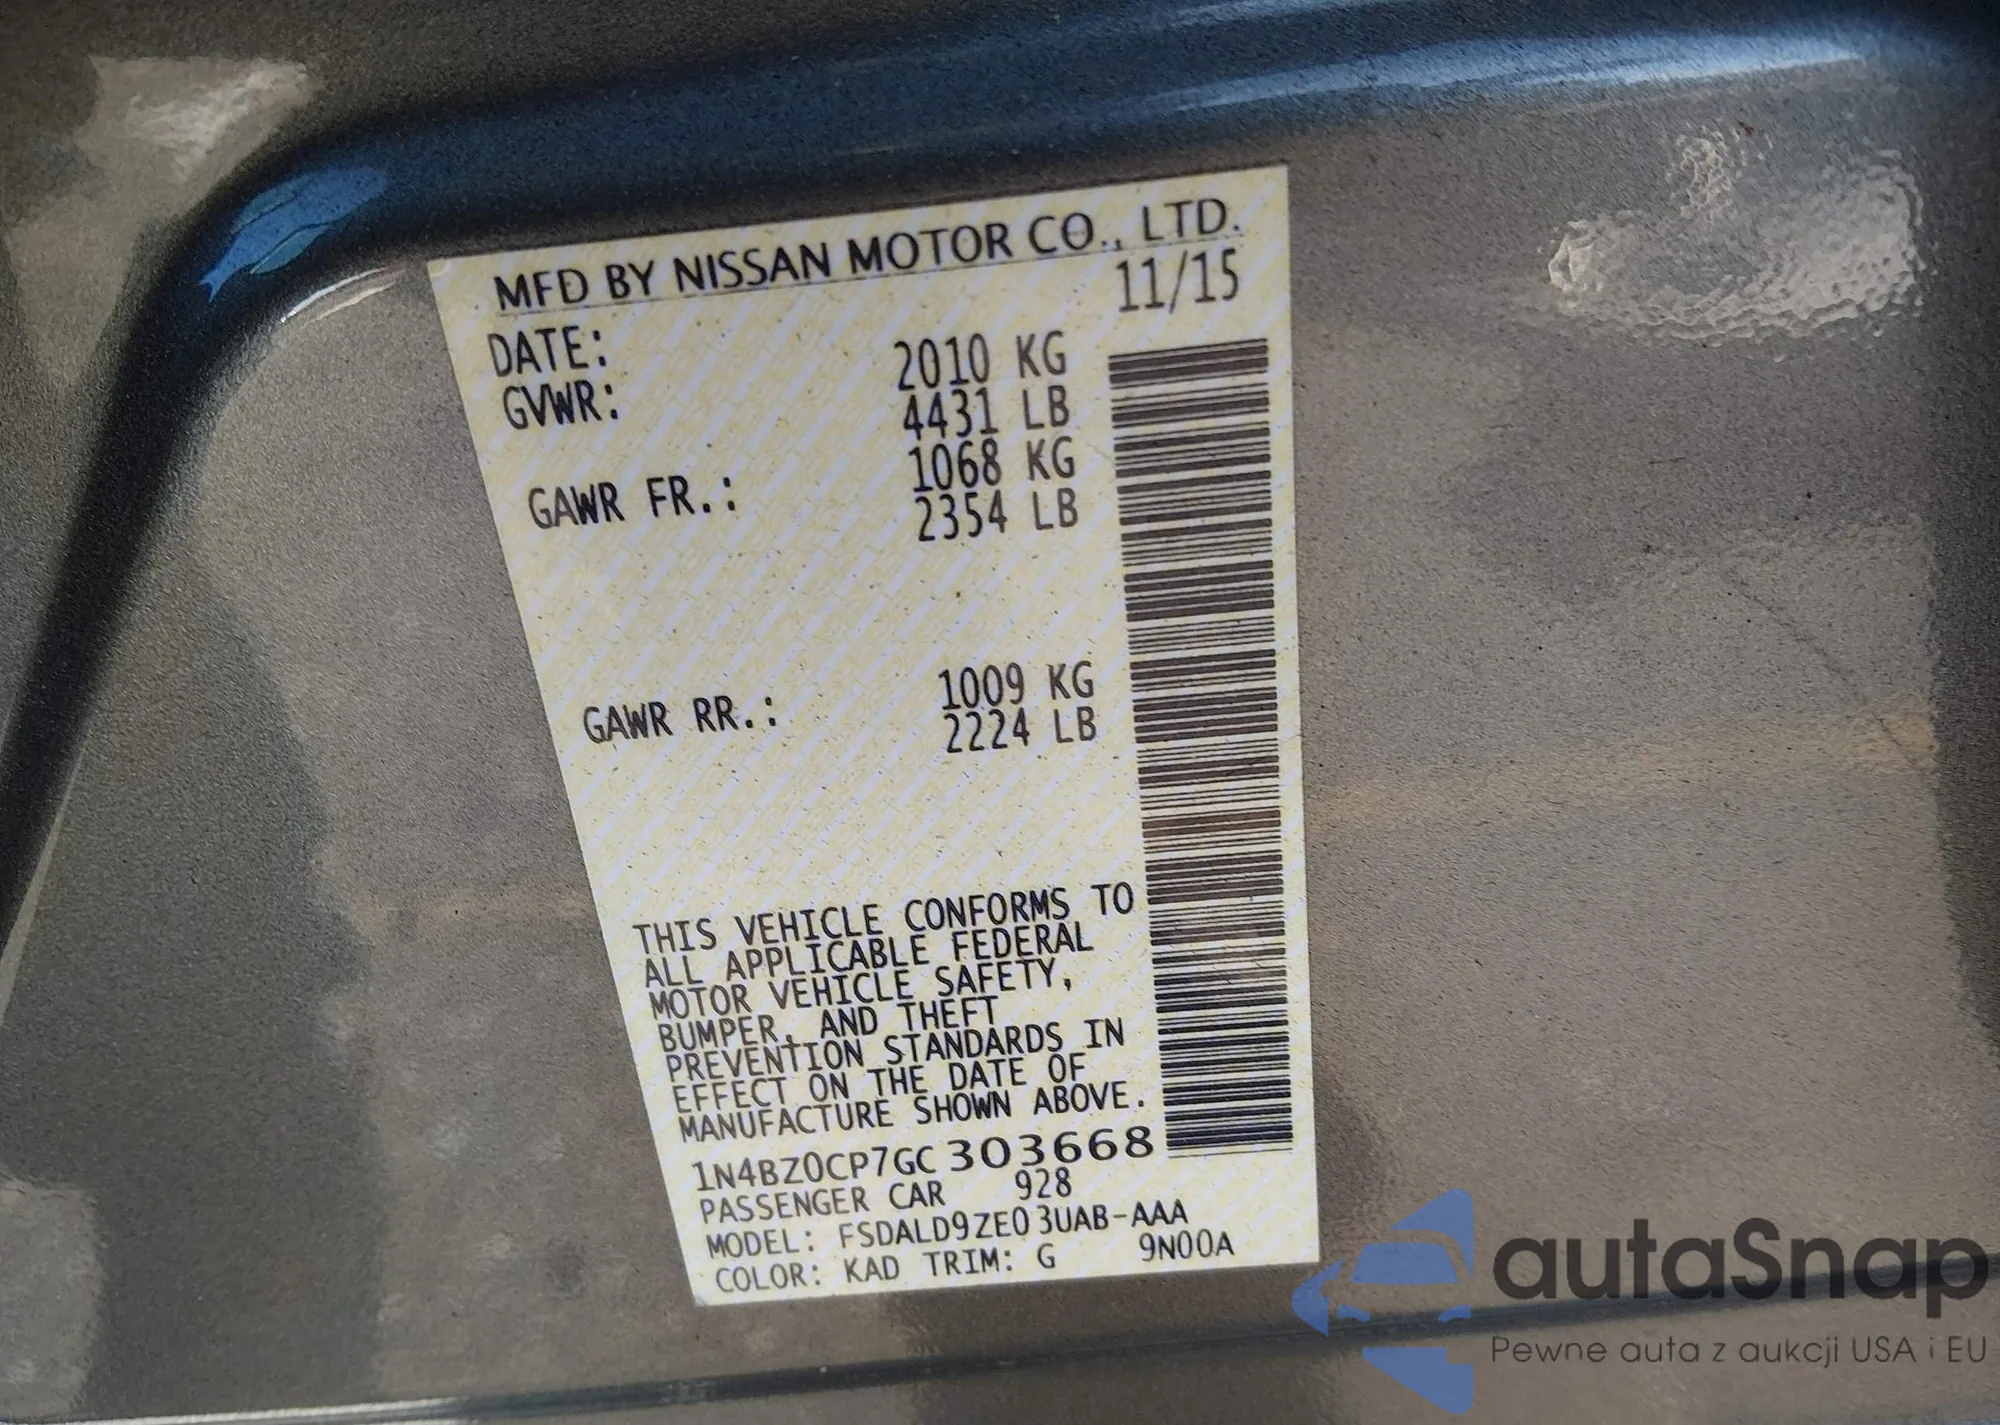 MFD BY NISSAN MOTOR CO., LTD.
DATE: 11/15
GVWR: 2010 KG
4431 LB
GAWR FR.: 1068 KG
2354 LB
GAWR RR.: 1009 KG
2224 LB
THIS VEHICLE CONFORMS TO
ALL APPLICABLE FEDERAL
MOTOR VEHICLE SAFETY,
BUMPER, AND THEFT
PREVENTION STANDARDS IN
EFFECT ON THE DATE OF
MANUFACTURE SHOWN ABOVE.
1N4BZ0CP7GC303668
PASSENGER CAR 928
MODEL: FSDALD9ZE03UAB-AAA
COLOR: KAD TRIM: G 9N00A
autaSnap
Pewne auta z aukcji USA i EU